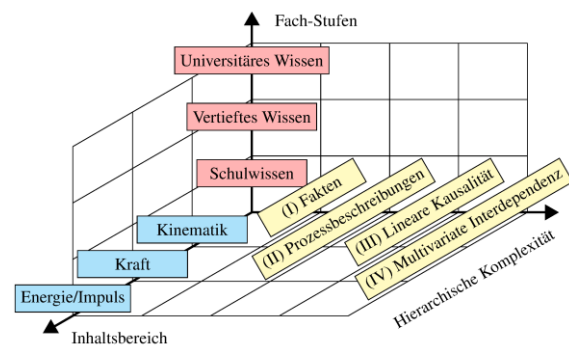 Fach-Stufen
Universitäres Wissen
Vertieftes Wissen
Schulwissen
(I) Fakten
(II) Prozessbeschreibungen
(III) Lineare Kausalität
(IV) Multivariate Interdependenz
Kinematik
Kraft
Energie/Impuls
Hierarchische Komplexität
Inhaltsbereich